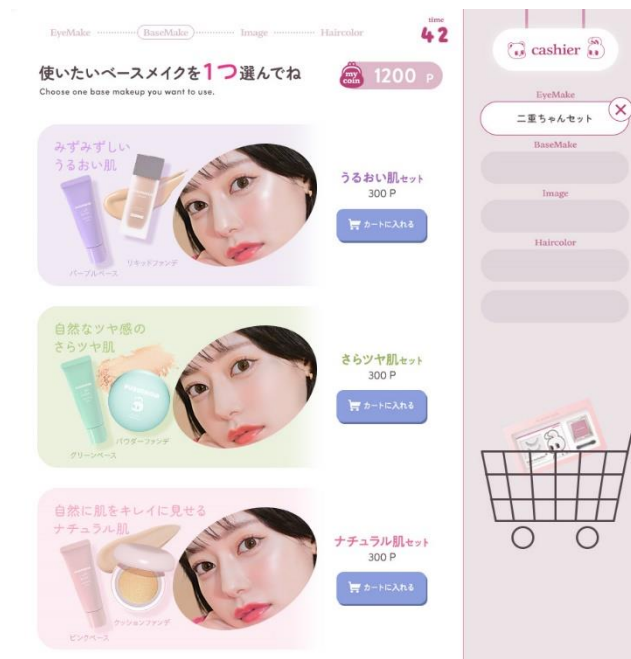 EyeMake
BaseMake
Image
Haircolor
time
42
使いたいベースメイクを1つ選んでね
Choose one base makeup you want to use.
my
coin
1200 P
みずみずしい
うるおい肌
リキッドファンデ
パープルベース
うるおい肌セット
300 P
カートに入れる
自然なツヤ感の
さらツヤ肌
パウダーファンデ
グリーンベース
さらツヤ肌セット
300 P
カートに入れる
自然に肌をキレイに見せる
ナチュラル肌
クッションファンデ
ピンクベース
ナチュラル肌セット
300 P
カートに入れる
cashier
EyeMake
二重ちゃんセット
BaseMake
Image
Haircolor